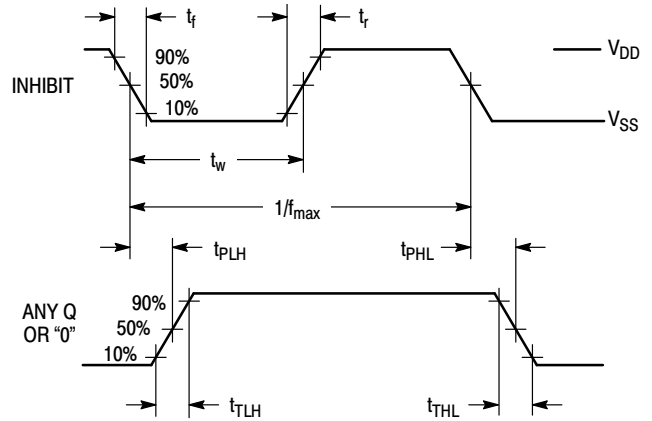 t_f
t_r
90%
50%
10%
INHIBIT
V_DD
V_SS
t_w
1/f_max
t_PLH
t_PHL
ANY Q
OR “0”
90%
50%
10%
t_TLH
t_THL